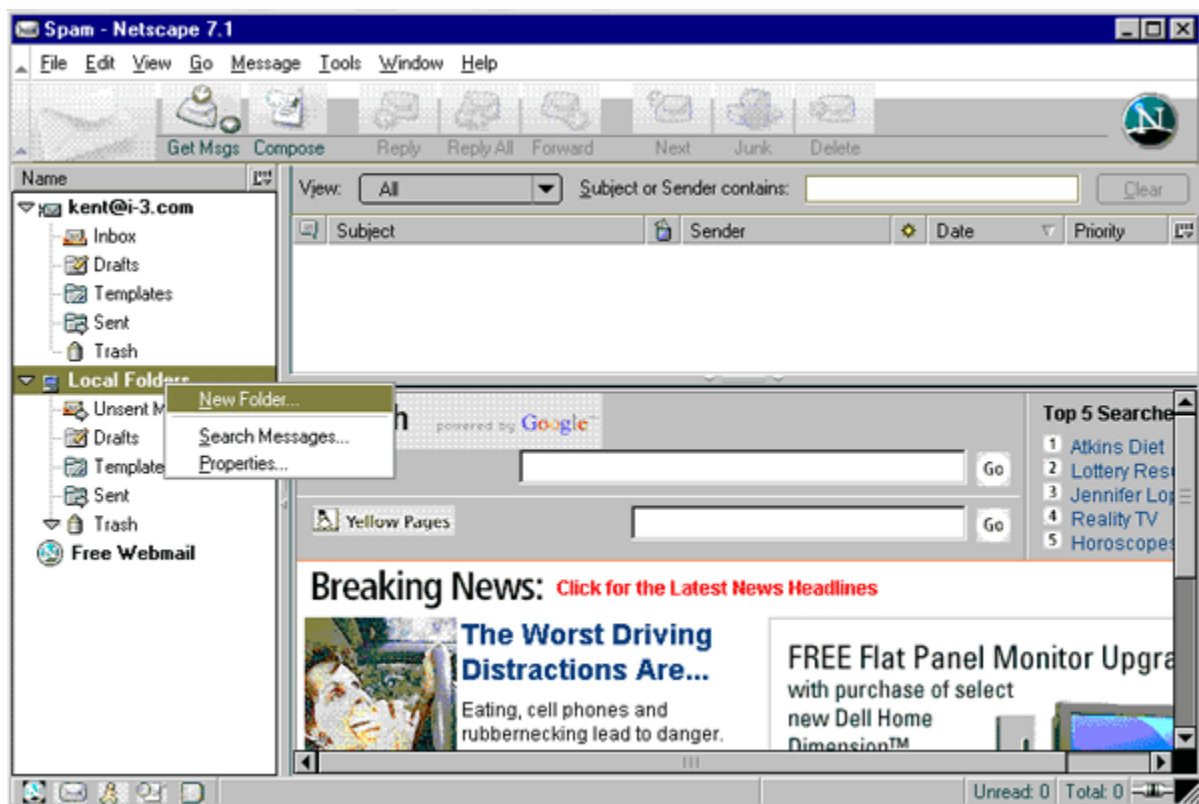 Spam - Netscape 7.1
File Edit View Go Message Tools Window Help
Get Msgs Compose Reply Reply All Forward Next Junk Delete
N
Name
View: All Subject or Sender contains: Clear
Subject Sender Date Priority
kent@i-3.com
Inbox
Drafts
Templates
Sent
Trash
Local Folders
New Folder...
Search Messages...
Properties...
Unsent M
Drafts
Template
Sent
Trash
Free Webmail
h powered by Google
Go
Yellow Pages Go
Top 5 Searche
1 Atkins Diet
2 Lottery Res
3 Jennifer Lop
4 Reality TV
5 Horoscopes
Breaking News: Click for the Latest News Headlines
The Worst Driving
Distractions Are...
Eating, cell phones and
rubbernecking lead to danger.
FREE Flat Panel Monitor Upgra
with purchase of select
new Dell Home
Dimension™
Unread: 0 Total: 0